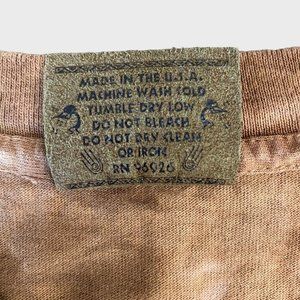 MADE IN THE U.S.A.
MACHINE WASH COLD
TUMBLE DRY LOW
DO NOT BLEACH
DO NOT DRY CLEAN
OR IRON
RN 96926